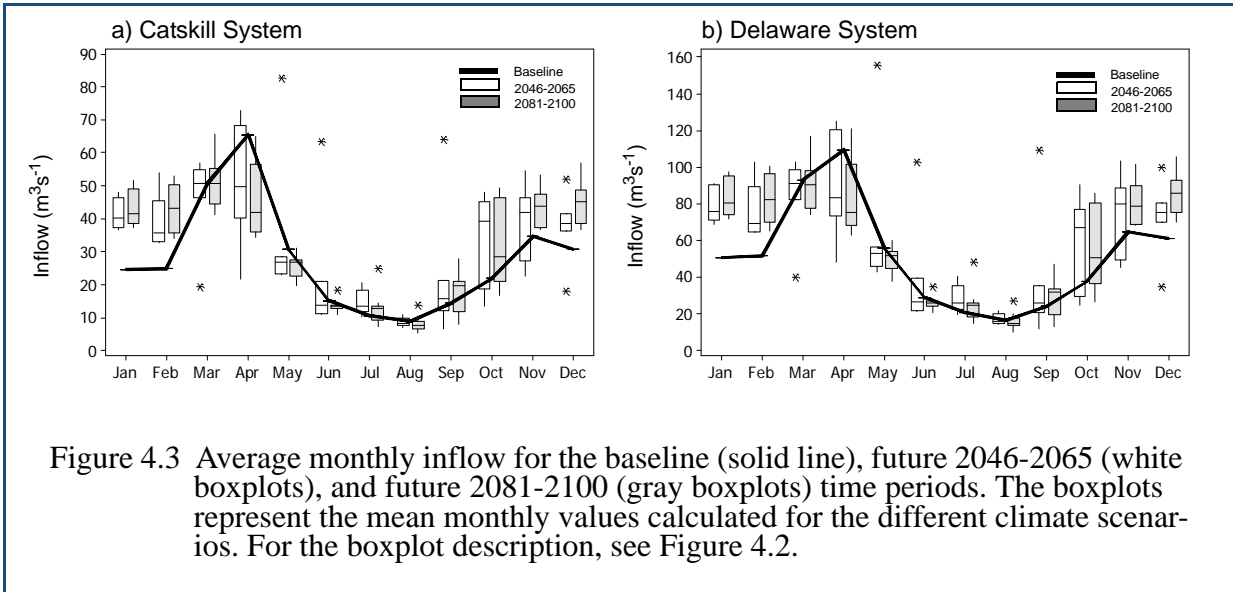 a) Catskill System
b) Delaware System
90
80
70
60
50
40
30
20
10
0
Inflow (m3s-1)
Baseline
2046-2065
2081-2100
Jan Feb Mar Apr May Jun Jul Aug Sep Oct Nov Dec
160
140
120
100
80
60
40
20
0
Inflow (m3s-1)
Baseline
2046-2065
2081-2100
Jan Feb Mar Apr May Jun Jul Aug Sep Oct Nov Dec
Figure 4.3 Average monthly inflow for the baseline (solid line), future 2046-2065 (white
boxplots), and future 2081-2100 (gray boxplots) time periods. The boxplots
represent the mean monthly values calculated for the different climate scenar-
ios. For the boxplot description, see Figure 4.2.